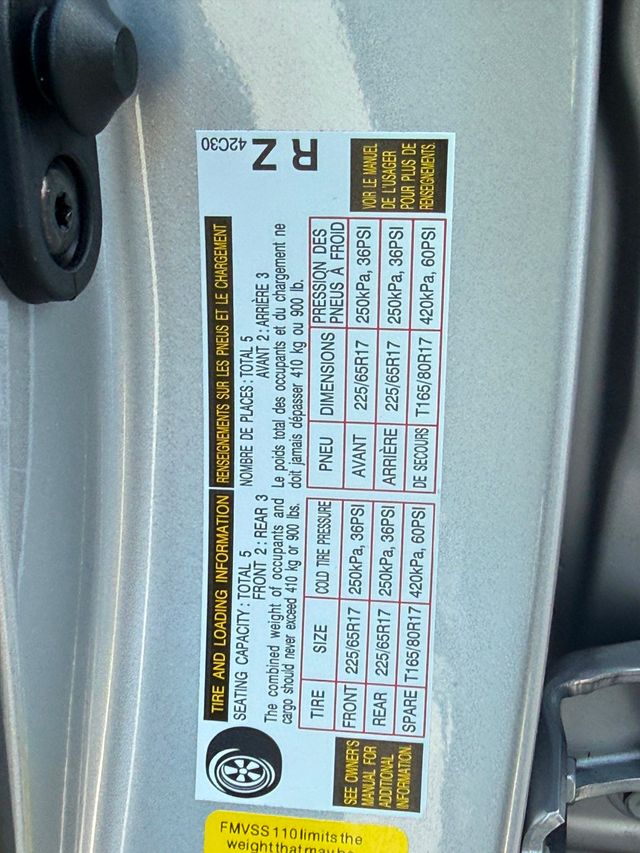 TIRE AND LOADING INFORMATION
RENSEIGNEMENTS SUR LES PNEUS ET LE CHARGEMENT
SEATING CAPACITY : TOTAL 5
FRONT 2 : REAR 3
The combined weight of occupants and
cargo should never exceed 410 kg or 900 lbs.
NOMBRE DE PLACES : TOTAL 5
AVANT 2 : ARRIÈRE 3
Le poids total des occupants et du chargement ne
doit jamais dépasser 410 kg ou 900 lb.
TIRE SIZE COLD TIRE PRESSURE
FRONT 225/65R17 250kPa, 36PSI
REAR 225/65R17 250kPa, 36PSI
SPARE T165/80R17 420kPa, 60PSI
PNEU DIMENSIONS PRESSION DES
PNEUS À FROID
AVANT 225/65R17 250kPa, 36PSI
ARRIÈRE 225/65R17 250kPa, 36PSI
DE SECOURS T165/80R17 420kPa, 60PSI
SEE OWNER'S
MANUAL FOR
ADDITIONAL
INFORMATION.
VOIR LE MANUEL
DE L'USAGER
POUR PLUS DE
RENSEIGNEMENTS.
42C30
R Z
FMVSS 110 limits the
weight that may be